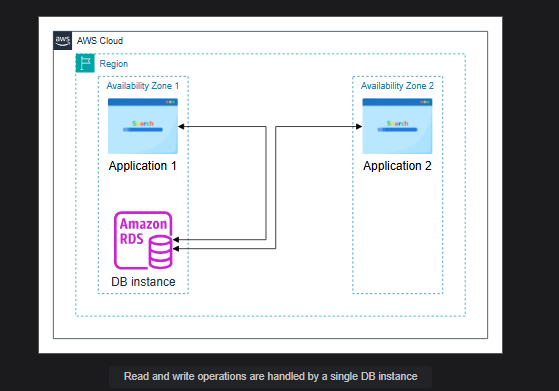 aws
AWS Cloud
Region
Availability Zone 1
Availability Zone 2
Search
Search
Application 1
Application 2
Amazon
RDS
DB instance
Read and write operations are handled by a single DB instance